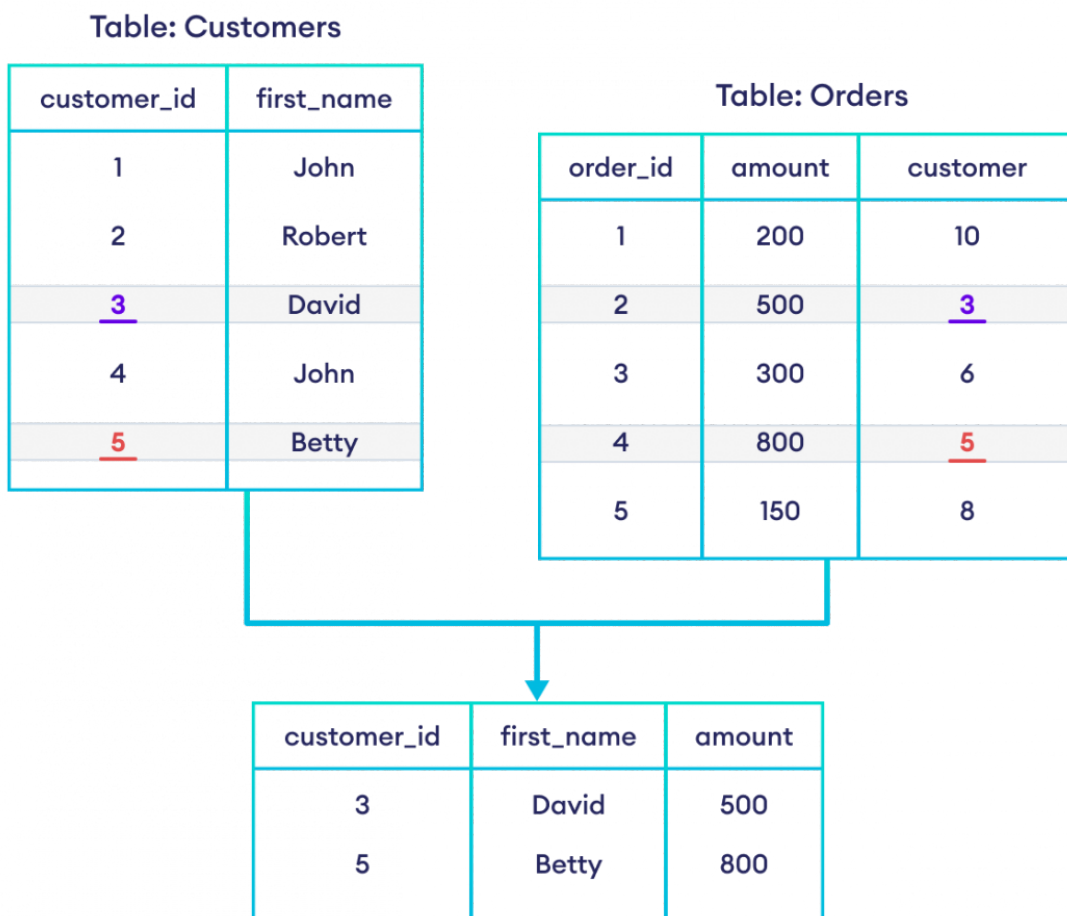 Table: Customers
customer_id first_name
1 John
2 Robert
3 David
4 John
5 Betty
Table: Orders
order_id amount customer
1 200 10
2 500 3
3 300 6
4 800 5
5 150 8
customer_id first_name amount
3 David 500
5 Betty 800